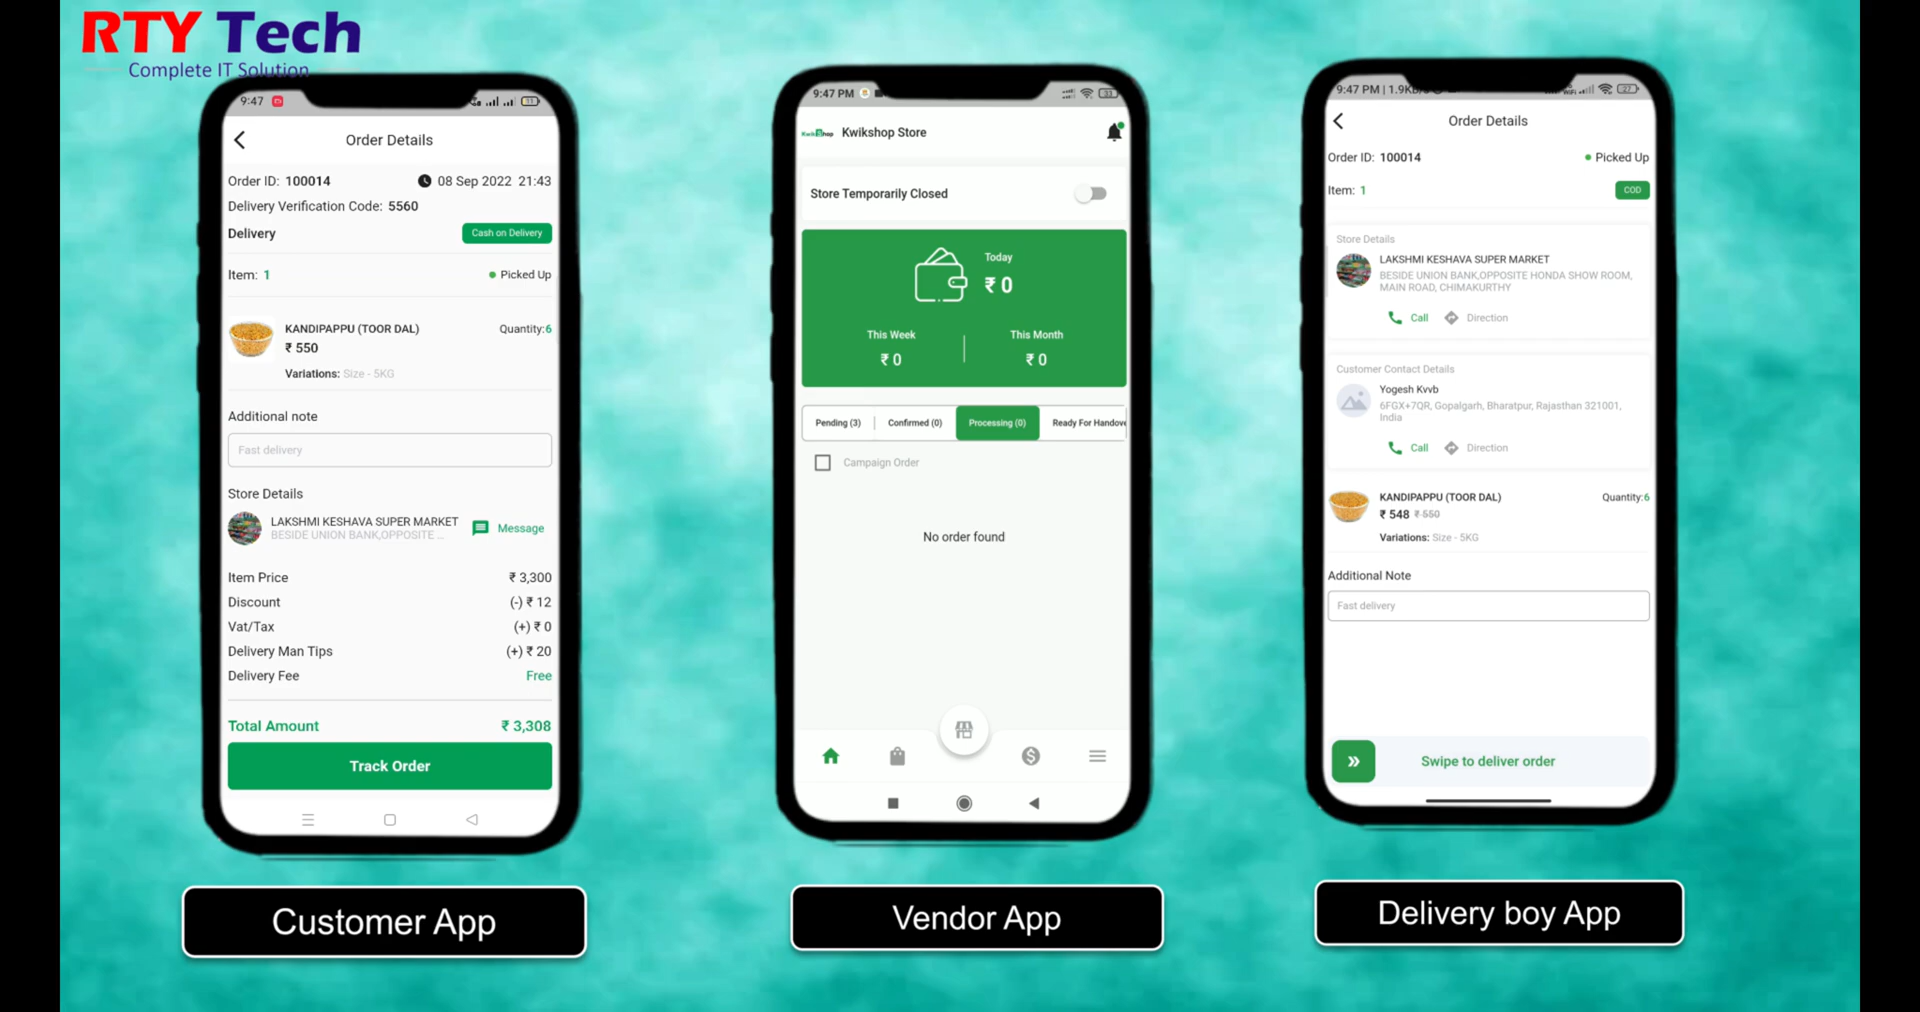 RTY Tech
Complete IT Solution
9:47
Order Details
Order ID: 100014
08 Sep 2022 21:43
Delivery Verification Code: 5560
Delivery
Cash on Delivery
Item: 1
Picked Up
KANDIPAPPU (TOOR DAL)
Quantity:6
₹ 550
Variations: Size - 5KG
Additional note
Fast delivery
Store Details
LAKSHMI KESHAVA SUPER MARKET
BESIDE UNION BANK,OPPOSITE ...
Message
Item Price
₹ 3,300
Discount
(-) ₹ 12
Vat/Tax
(+) ₹ 0
Delivery Man Tips
(+) ₹ 20
Delivery Fee
Free
Total Amount
₹ 3,308
Track Order
Customer App
9:47 PM
33
KwikShop
Kwikshop Store
Store Temporarily Closed
Today
₹ 0
This Week
₹ 0
This Month
₹ 0
Pending (3)
Confirmed (0)
Processing (0)
Ready For Handov
Campaign Order
No order found
Vendor App
9:47 PM | 1.9K
27
Order Details
Order ID: 100014
Picked Up
Item: 1
COD
Store Details
LAKSHMI KESHAVA SUPER MARKET
BESIDE UNION BANK,OPPOSITE HONDA SHOW ROOM,
MAIN ROAD, CHIMAKURTHY
Call
Direction
Customer Contact Details
Yogesh Kvvb
6FGX+7QR, Gopalgarh, Bharatpur, Rajasthan 321001,
India
Call
Direction
KANDIPAPPU (TOOR DAL)
Quantity:6
₹ 548 ₹ 550
Variations: Size - 5KG
Additional Note
Fast delivery
Swipe to deliver order
Delivery boy App